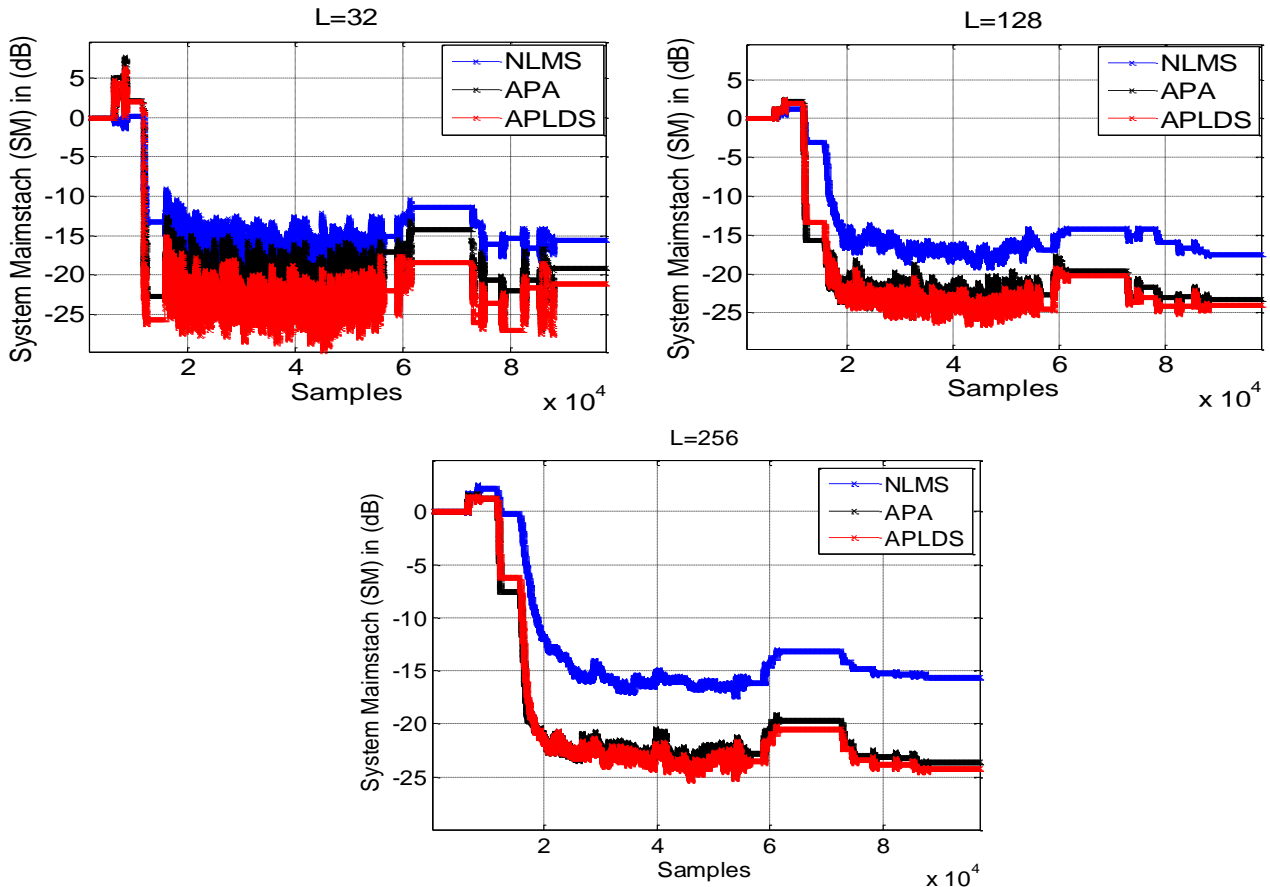 L=32
System Maimstach (SM) in (dB)
5
0
-5
-10
-15
-20
-25
NLMS
APA
APLDS
2
4
6
8
Samples
x 10^4
L=128
System Maimstach (SM) in (dB)
5
0
-5
-10
-15
-20
-25
NLMS
APA
APLDS
2
4
6
8
Samples
x 10^4
L=256
System Maimstach (SM) in (dB)
0
-5
-10
-15
-20
-25
NLMS
APA
APLDS
2
4
6
8
Samples
x 10^4